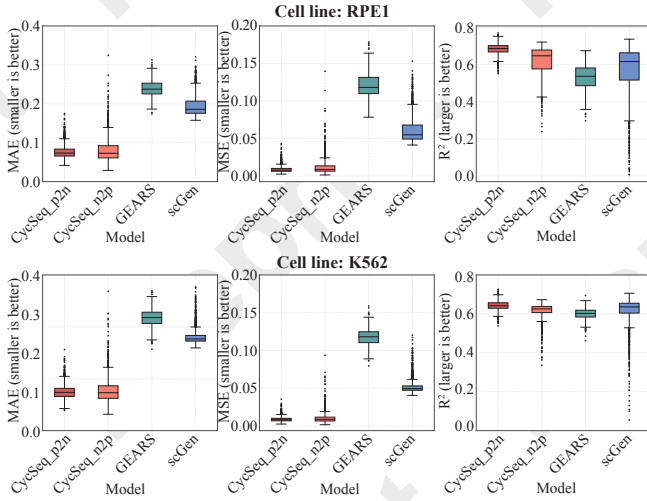 Cell line: RPE1
MAE (smaller is better)
0.4
0.3
0.2
0.1
0.0
CycSeq_p2n
CycSeq_n2p
GEARS
scGen
Model
MSE (smaller is better)
0.20
0.15
0.10
0.05
0.00
CycSeq_p2n
CycSeq_n2p
GEARS
scGen
Model
R² (larger is better)
0.8
0.6
0.4
0.2
0.0
CycSeq_p2n
CycSeq_n2p
GEARS
scGen
Model
Cell line: K562
MAE (smaller is better)
0.4
0.3
0.2
0.1
0.0
CycSeq_p2n
CycSeq_n2p
GEARS
scGen
Model
MSE (smaller is better)
0.20
0.15
0.10
0.05
0.00
CycSeq_p2n
CycSeq_n2p
GEARS
scGen
Model
R² (larger is better)
0.8
0.6
0.4
0.2
0.0
CycSeq_p2n
CycSeq_n2p
GEARS
scGen
Model